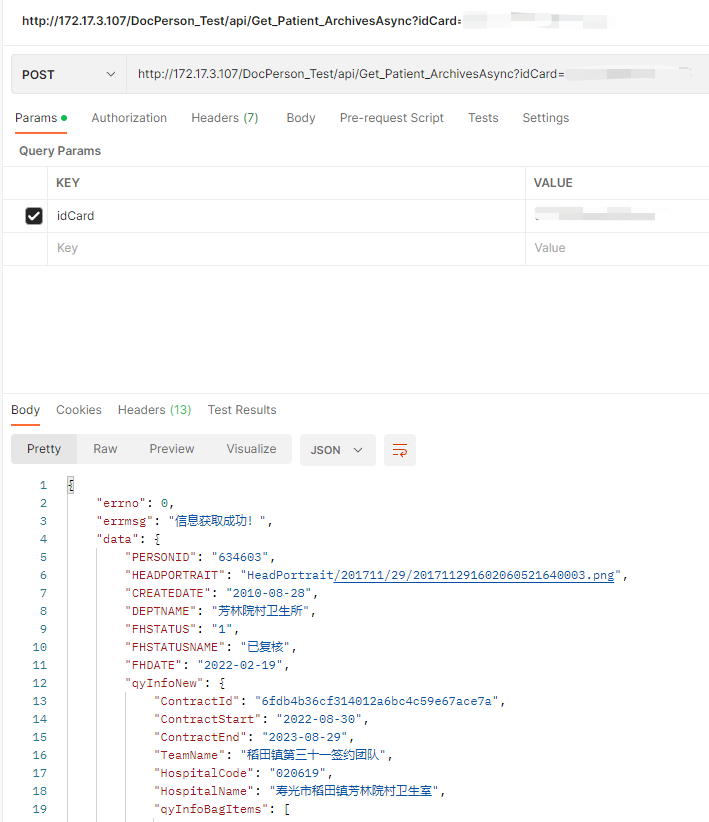 http://172.17.3.107/DocPerson_Test/api/Get_Patient_ArchivesAsync?idCard=
POST http://172.17.3.107/DocPerson_Test/api/Get_Patient_ArchivesAsync?idCard=
Params Authorization Headers (7) Body Pre-request Script Tests Settings
Query Params
KEY VALUE
idCard
Key Value
Body Cookies Headers (13) Test Results
Pretty Raw Preview Visualize JSON
1 {
2 "errno": 0,
3 "errmsg": "信息获取成功! ",
4 "data": {
5 "PERSONID": "634603",
6 "HEADPORTRAIT": "HeadPortrait/201711/29/201711291602060521640003.png",
7 "CREATEDATE": "2010-08-28",
8 "DEPTNAME": "芳林院村卫生所",
9 "FHSTATUS": "1",
10 "FHSTATUSNAME": "已复核",
11 "FHDATE": "2022-02-19",
12 "qyInfoNew": {
13 "ContractId": "6fdb4b36cf314012a6bc4c59e67ace7a",
14 "ContractStart": "2022-08-30",
15 "ContractEnd": "2023-08-29",
16 "TeamName": "稻田镇第三十一签约团队",
17 "HospitalCode": "020619",
18 "HospitalName": "寿光市稻田镇芳林院村卫生室",
19 "qyInfoBagItems": [